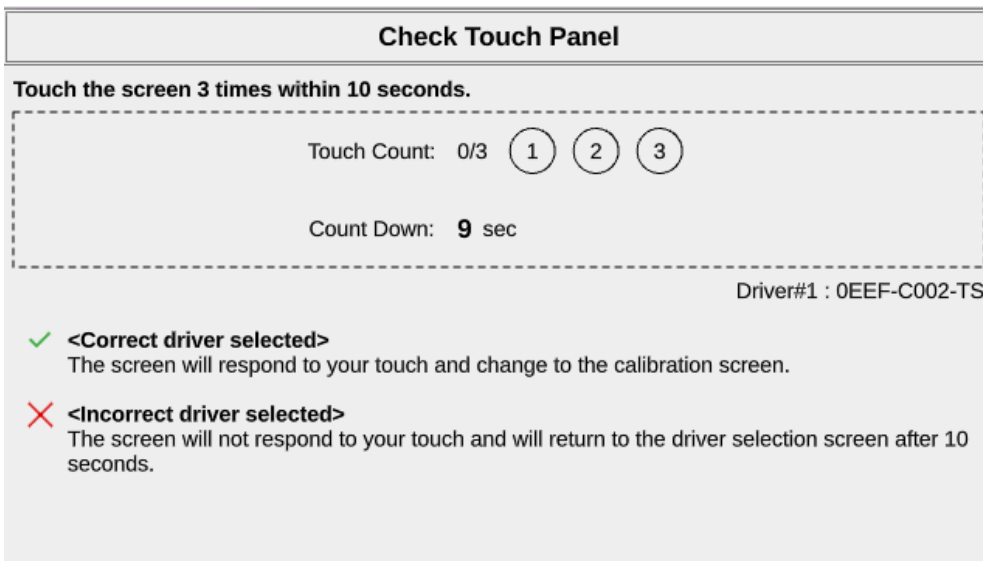 Check Touch Panel
Touch the screen 3 times within 10 seconds.
Touch Count: 0/3 1 2 3
Count Down: 9 sec
Driver#1 : 0EEF-C002-TS
<Correct driver selected>
The screen will respond to your touch and change to the calibration screen.
<Incorrect driver selected>
The screen will not respond to your touch and will return to the driver selection screen after 10
seconds.